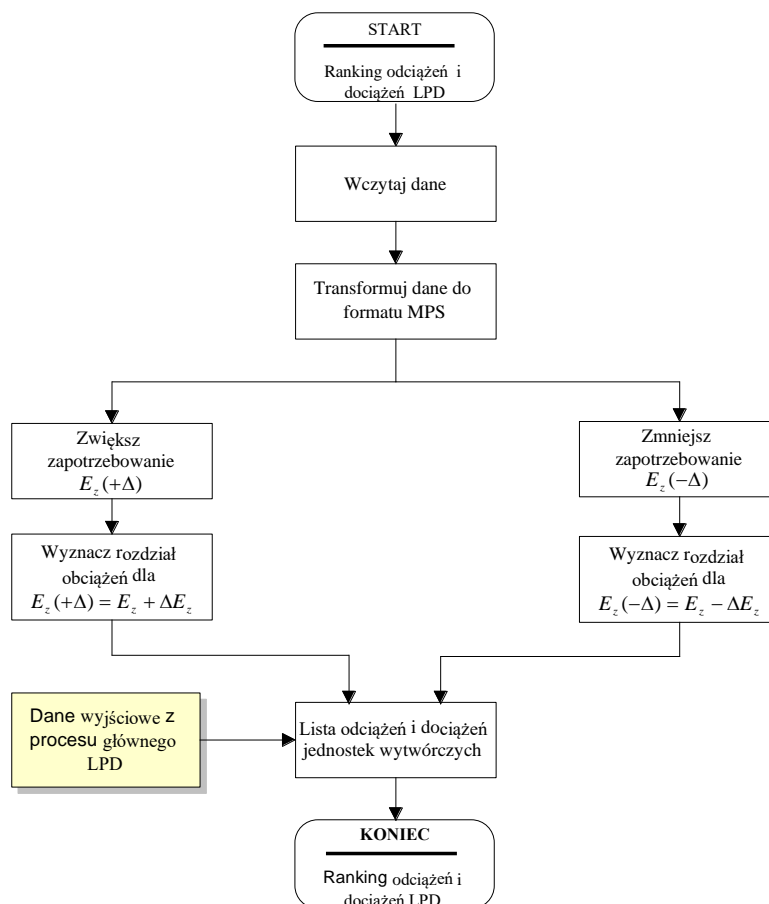 START
Ranking odciążeń i
dociążeń LPD
Wczytaj dane
Transformuj dane do
formatu MPS
Zwiększ
zapotrzebowanie
E_z(+Δ)
Zmniejsz
zapotrzebowanie
E_z(−Δ)
Wyznacz rozdział
obciążeń dla
E_z(+Δ) = E_z + ΔE_z
Wyznacz rozdział
obciążeń dla
E_z(−Δ) = E_z − ΔE_z
Dane wyjściowe z
procesu głównego
LPD
Lista odciążeń i dociążeń
jednostek wytwórczych
KONIEC
Ranking odciążeń i
dociążeń LPD